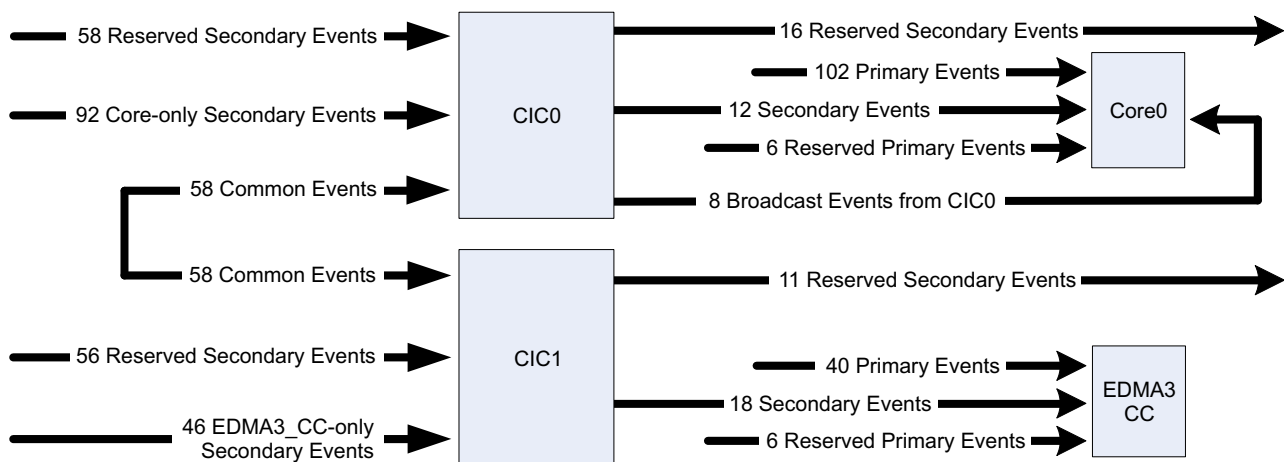 58 Reserved Secondary Events
16 Reserved Secondary Events
102 Primary Events
92 Core-only Secondary Events
CIC0
12 Secondary Events
Core0
6 Reserved Primary Events
58 Common Events
8 Broadcast Events from CIC0
58 Common Events
11 Reserved Secondary Events
56 Reserved Secondary Events
CIC1
40 Primary Events
EDMA3
CC
18 Secondary Events
46 EDMA3_CC-only
Secondary Events
6 Reserved Primary Events